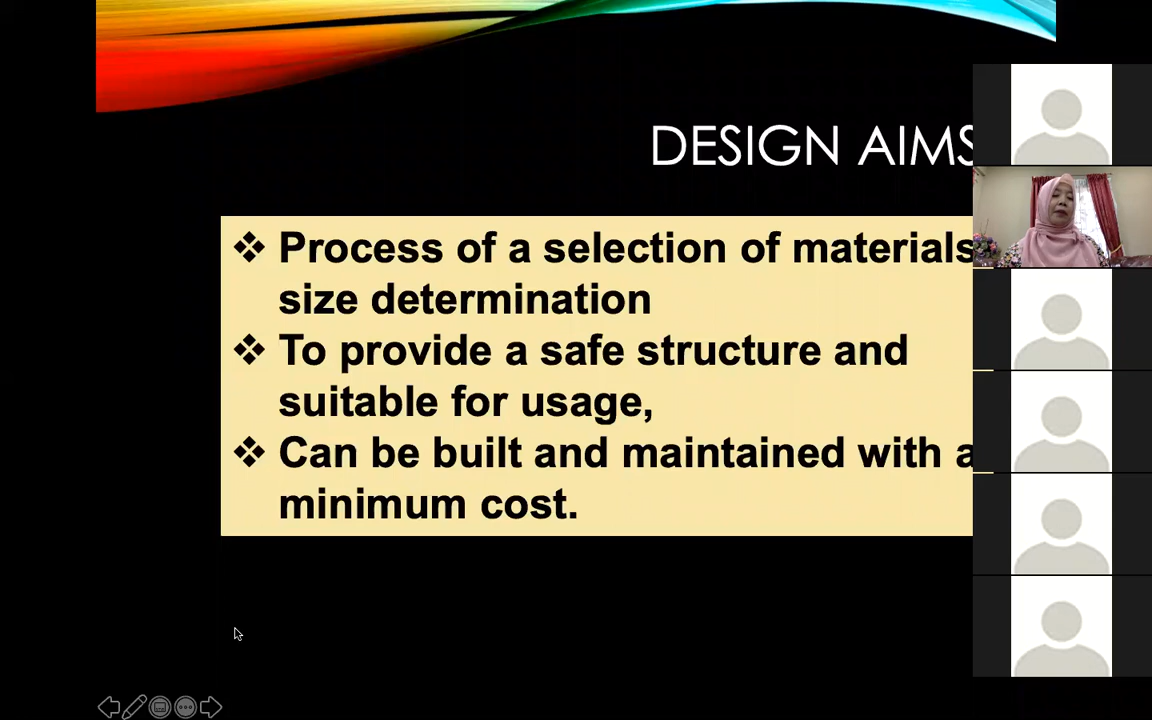 DESIGN AIMS
❖ Process of a selection of materials
size determination
❖ To provide a safe structure and
suitable for usage,
❖ Can be built and maintained with a
minimum cost.